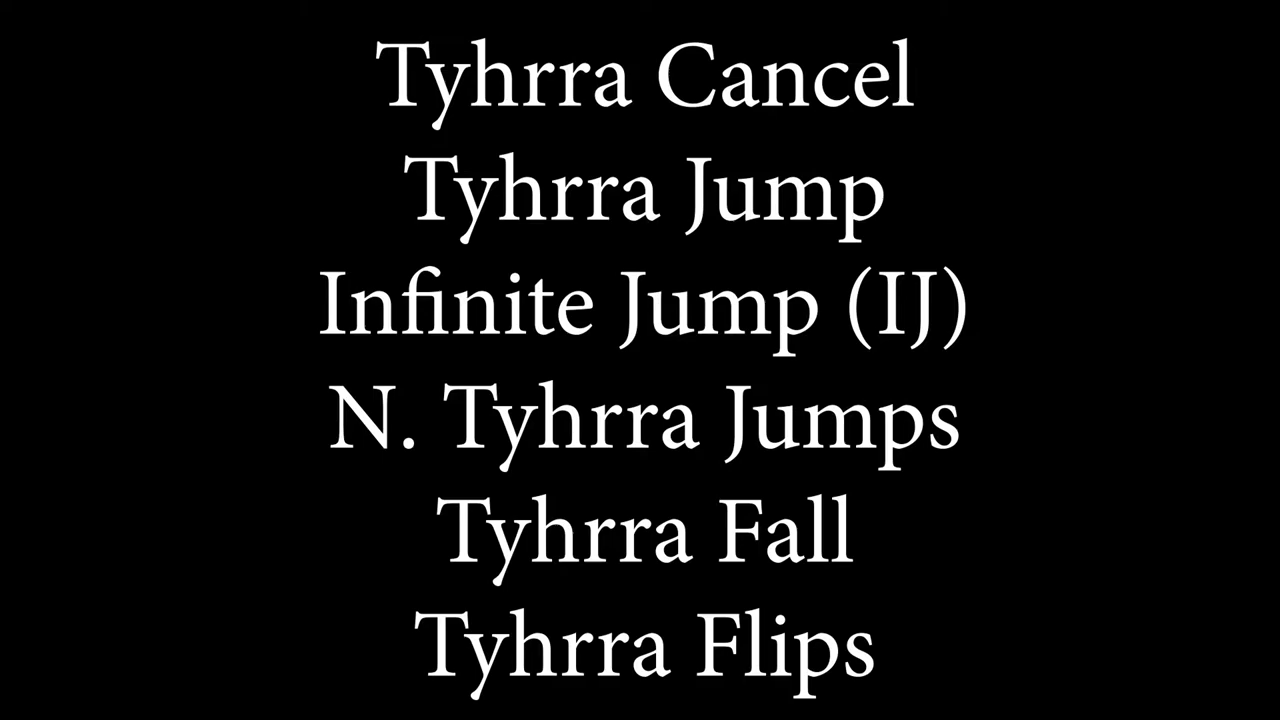 Tyhrra Cancel
Tyhrra Jump
Infinite Jump (IJ)
N. Tyhrra Jumps
Tyhrra Fall
Tyhrra Flips